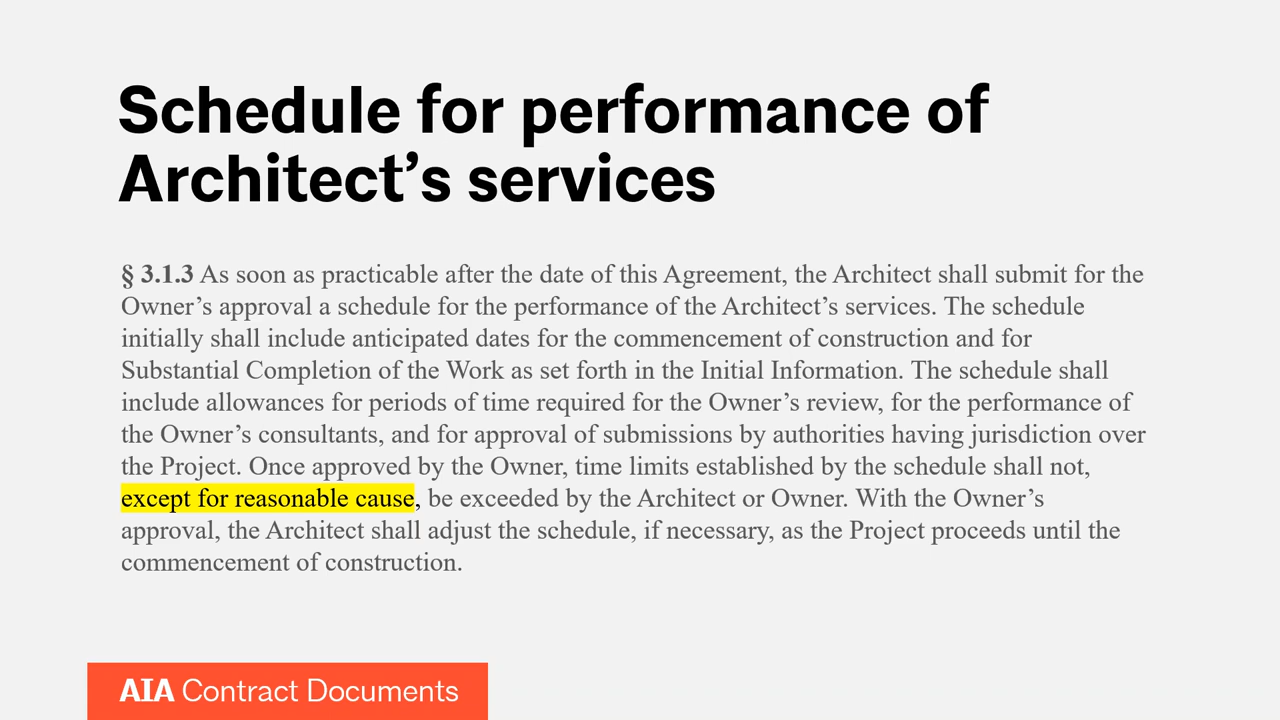 Schedule for performance of
Architect’s services
§ 3.1.3 As soon as practicable after the date of this Agreement, the Architect shall submit for the
Owner’s approval a schedule for the performance of the Architect’s services. The schedule
initially shall include anticipated dates for the commencement of construction and for
Substantial Completion of the Work as set forth in the Initial Information. The schedule shall
include allowances for periods of time required for the Owner’s review, for the performance of
the Owner’s consultants, and for approval of submissions by authorities having jurisdiction over
the Project. Once approved by the Owner, time limits established by the schedule shall not,
except for reasonable cause, be exceeded by the Architect or Owner. With the Owner’s
approval, the Architect shall adjust the schedule, if necessary, as the Project proceeds until the
commencement of construction.
AIA Contract Documents